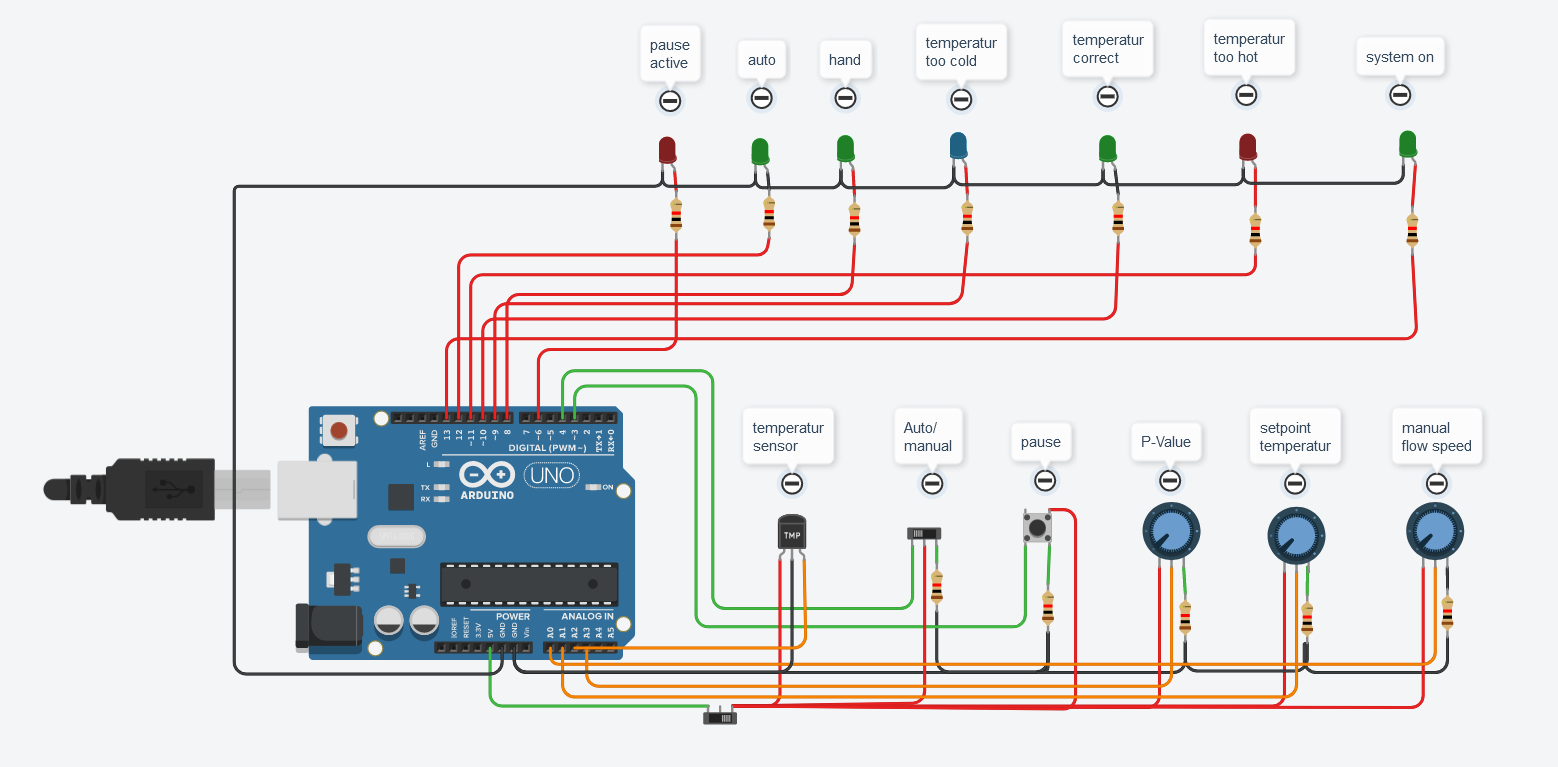 pause
active
auto
hand
temperatur
too cold
temperatur
correct
temperatur
too hot
system on
AREF
GND
13
12
~11
~10
~9
8
7
~6
~5
4
~3
2
TX→1
RX←0
DIGITAL (PWM~)
L
TX
RX
ARDUINO
UNO
ON
POWER
ANALOG IN
IOREF
RESET
3.3V
5V
GND
GND
Vin
A0
A1
A2
A3
A4
A5
temperatur
sensor
Auto/
manual
pause
P-Value
setpoint
temperatur
manual
flow speed
TMP